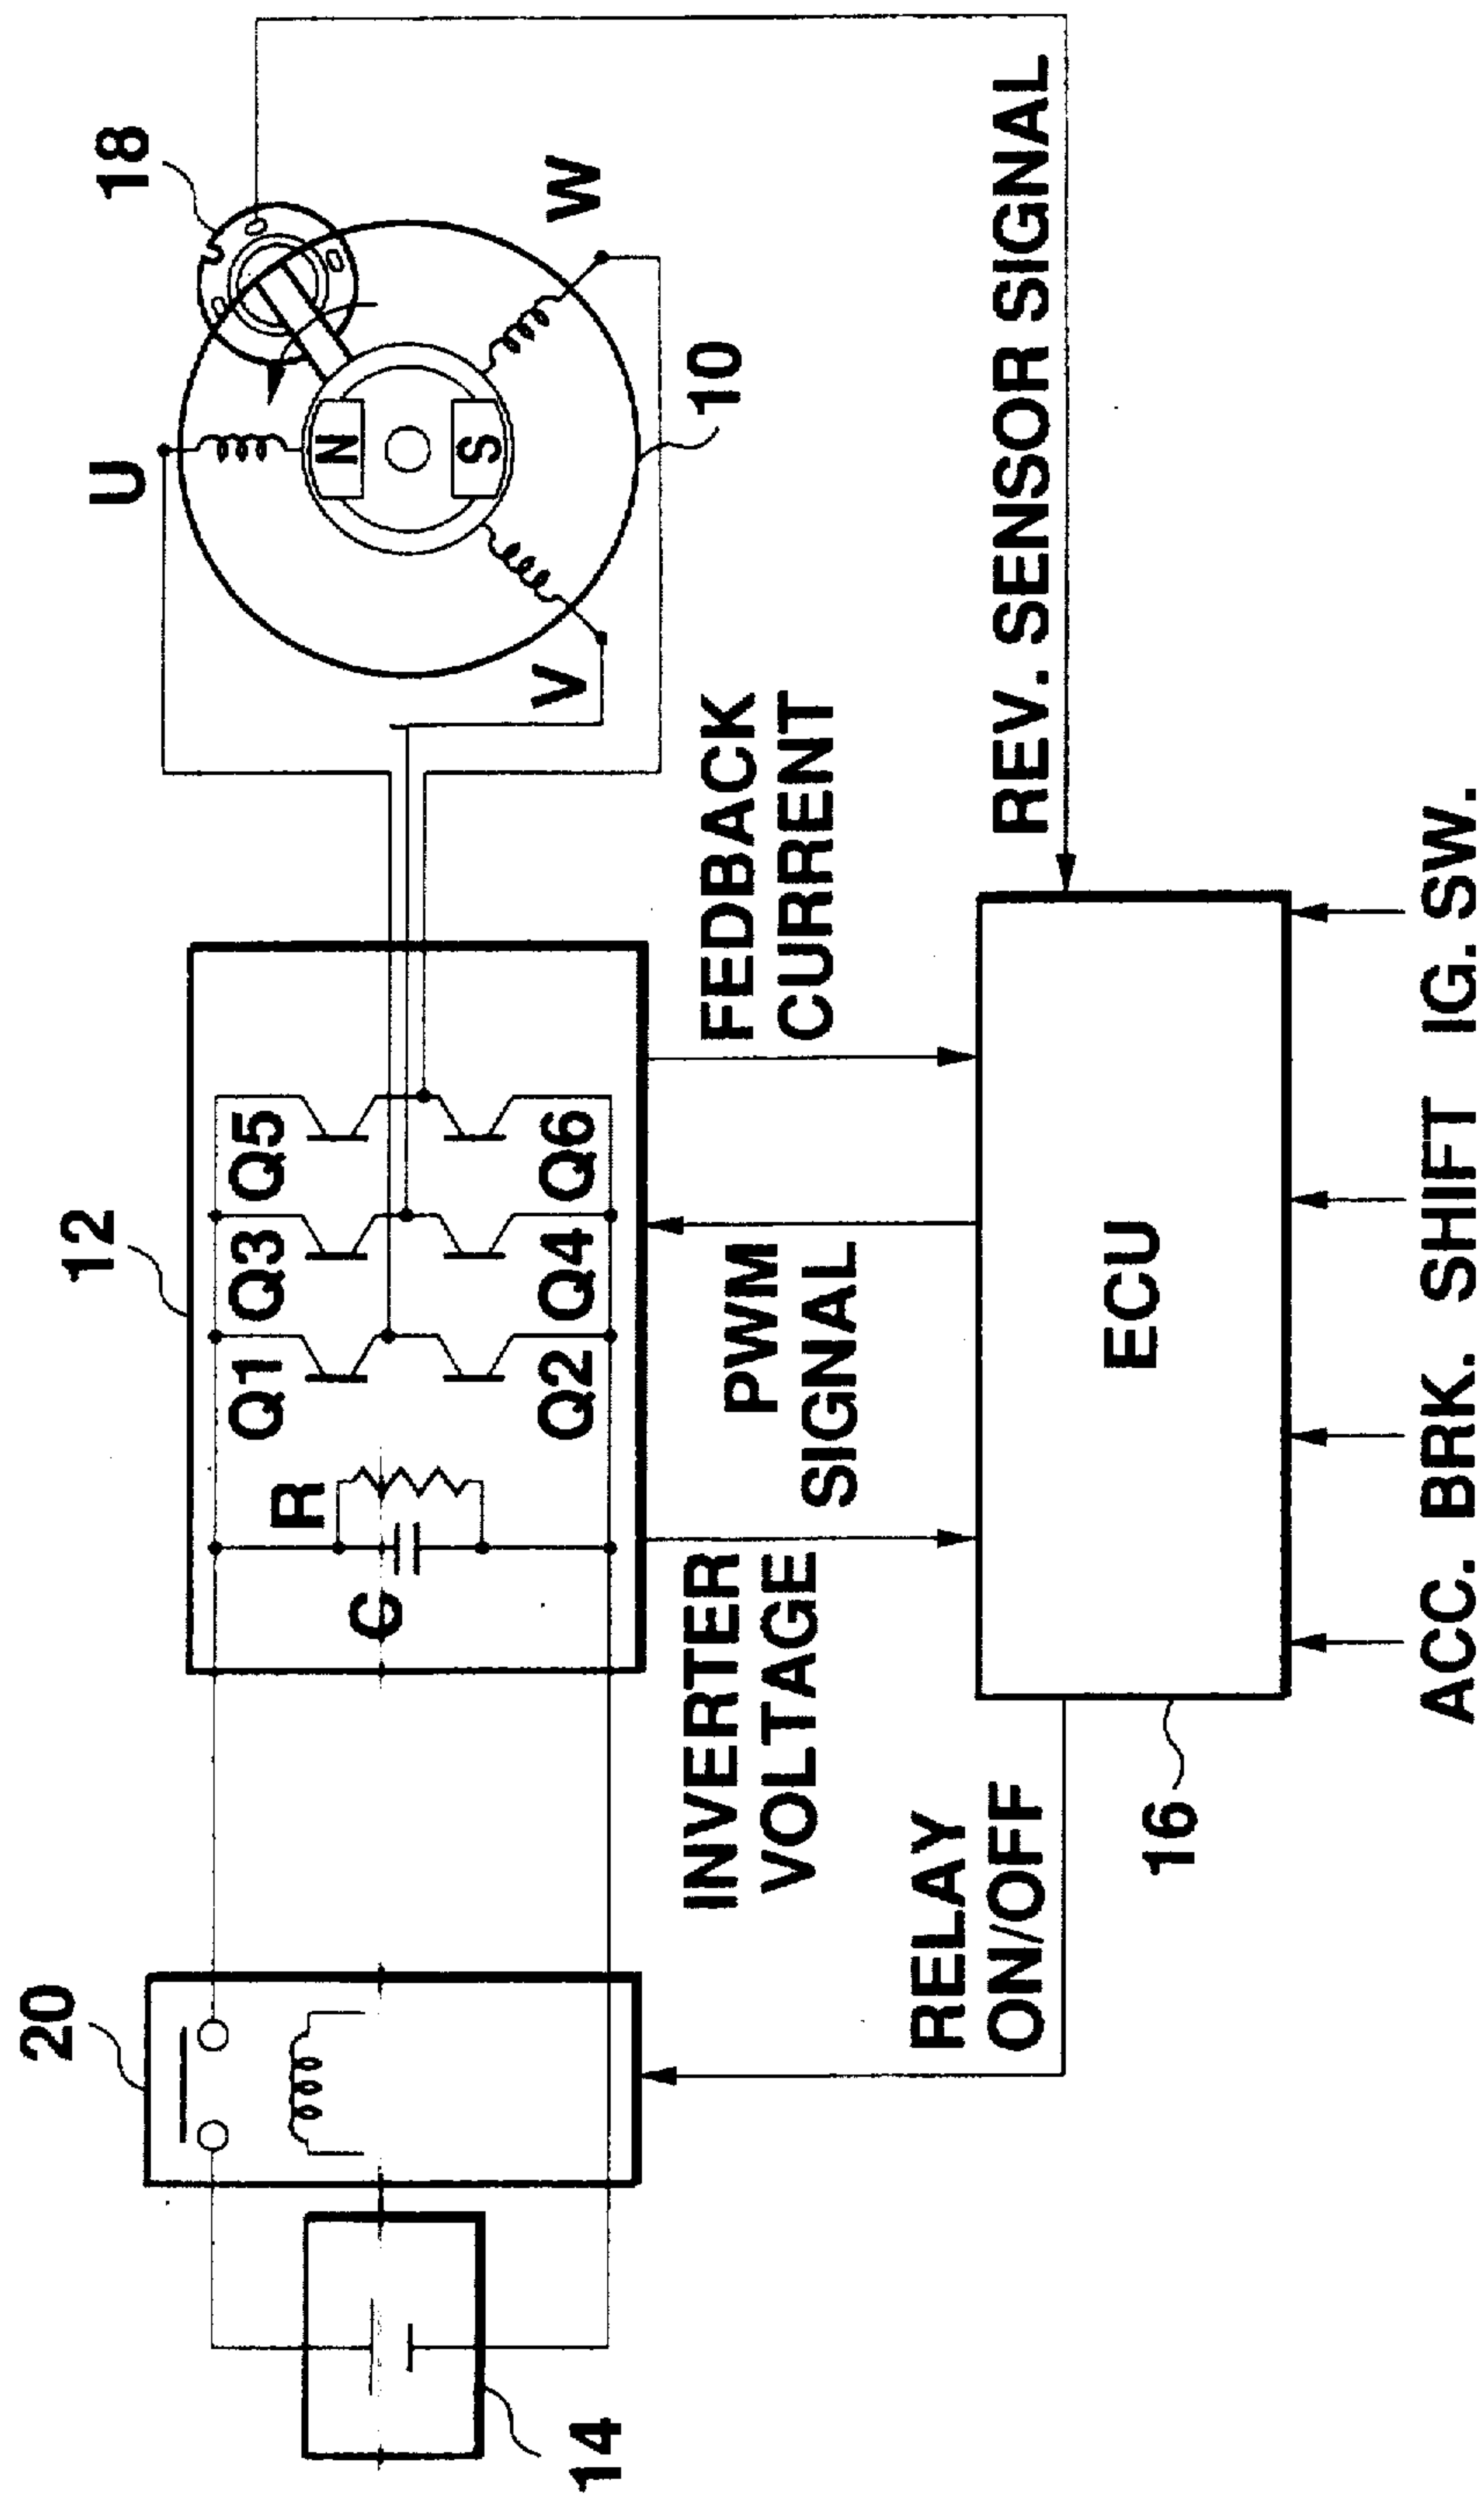 20
12
U
18
Q1
Q3
Q5
R
C
Q2
Q4
Q6
N
S
V
W
14
10
INVERTER
VOLTAGE
PWM
SIGNAL
FEDBACK
CURRENT
RELAY
ON/OFF
REV. SENSOR SIGNAL
ECU
16
ACC. BRK. SHIFT IG. SW.